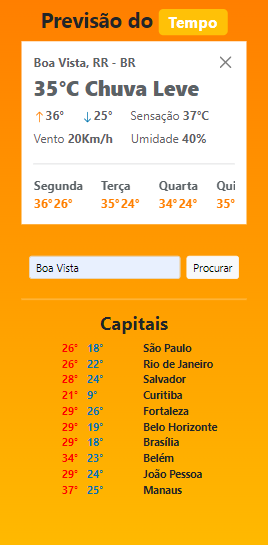 Previsão do Tempo
Boa Vista, RR - BR
35°C Chuva Leve
↑36° ↓25° Sensação 37°C
Vento 20Km/h Umidade 40%
Segunda Terça Quarta Qui
36°26° 35°24° 34°24° 35°
Boa Vista Procurar
Capitais
26° 18° São Paulo
26° 22° Rio de Janeiro
28° 24° Salvador
21° 9° Curitiba
29° 26° Fortaleza
29° 19° Belo Horizonte
29° 18° Brasília
34° 23° Belém
29° 24° João Pessoa
37° 25° Manaus